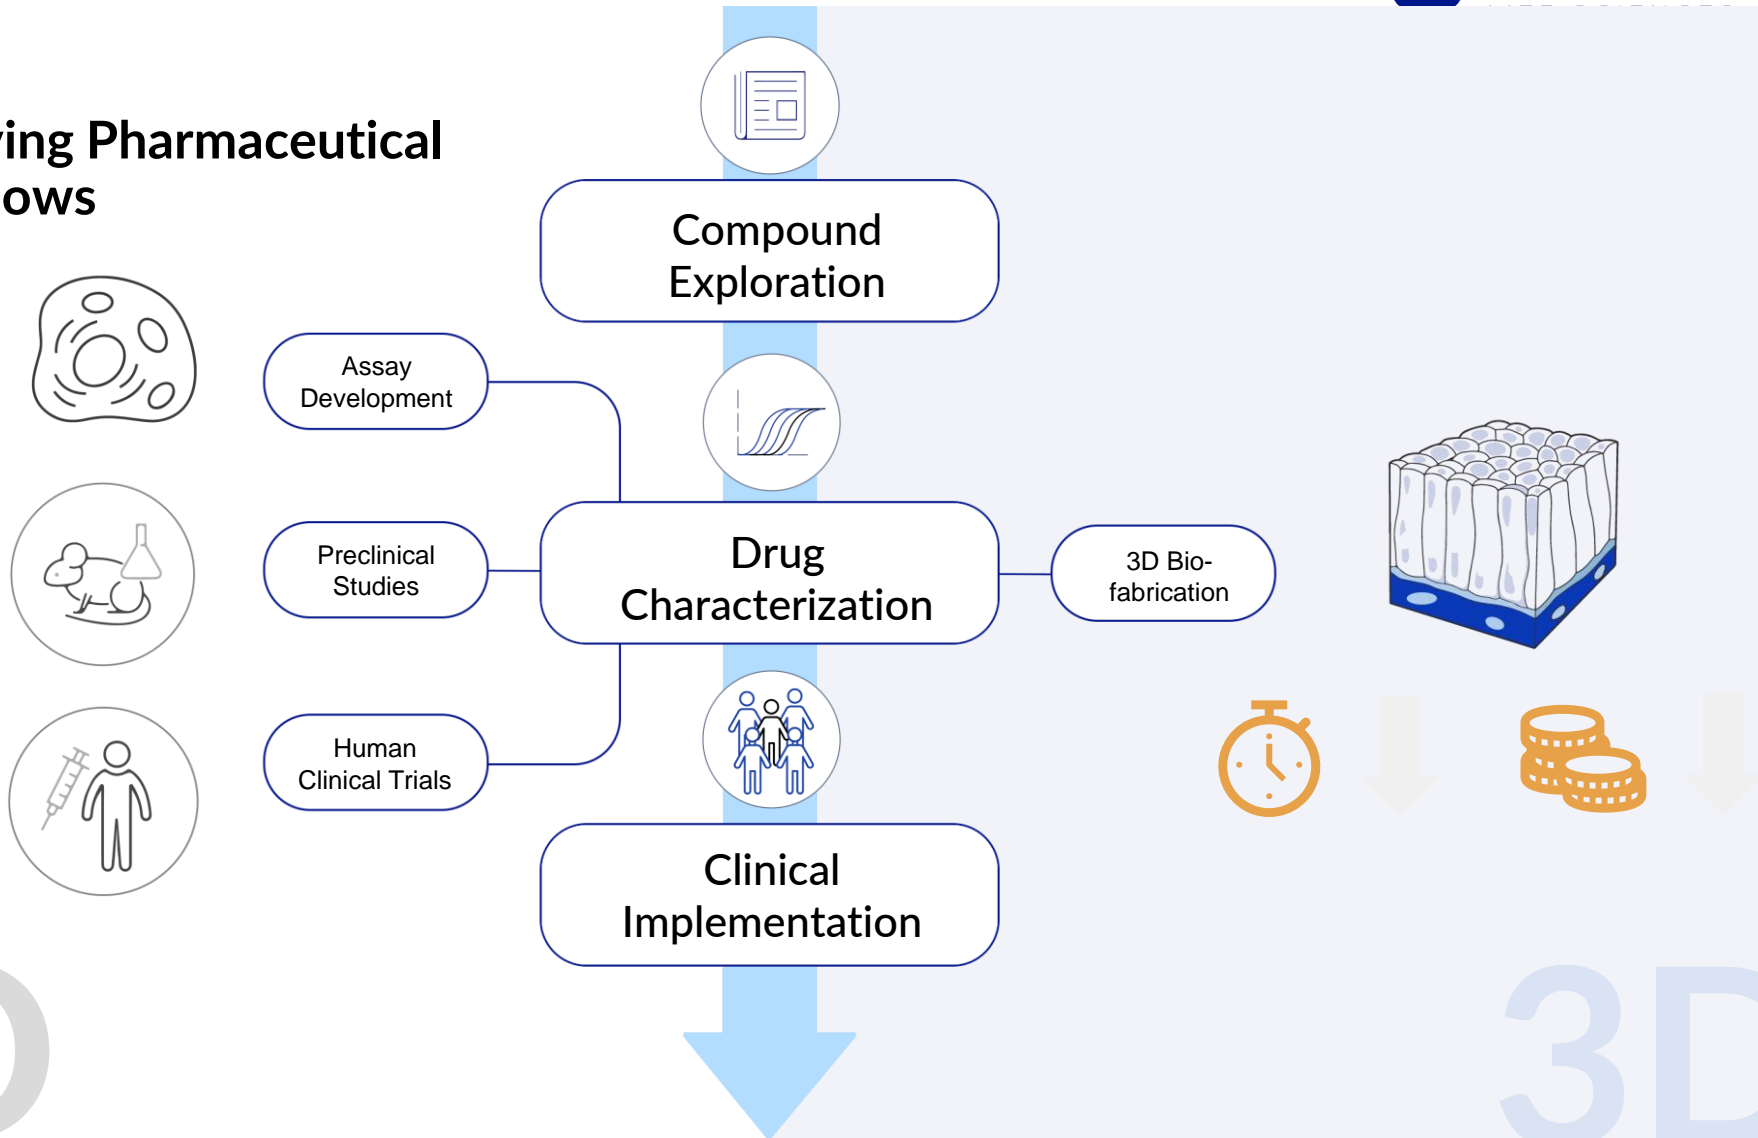 ing Pharmaceutical
ows
Compound
Exploration
Assay
Development
Preclinical
Studies
Drug
Characterization
3D Bio-
fabrication
Human
Clinical Trials
Clinical
Implementation
D
3D